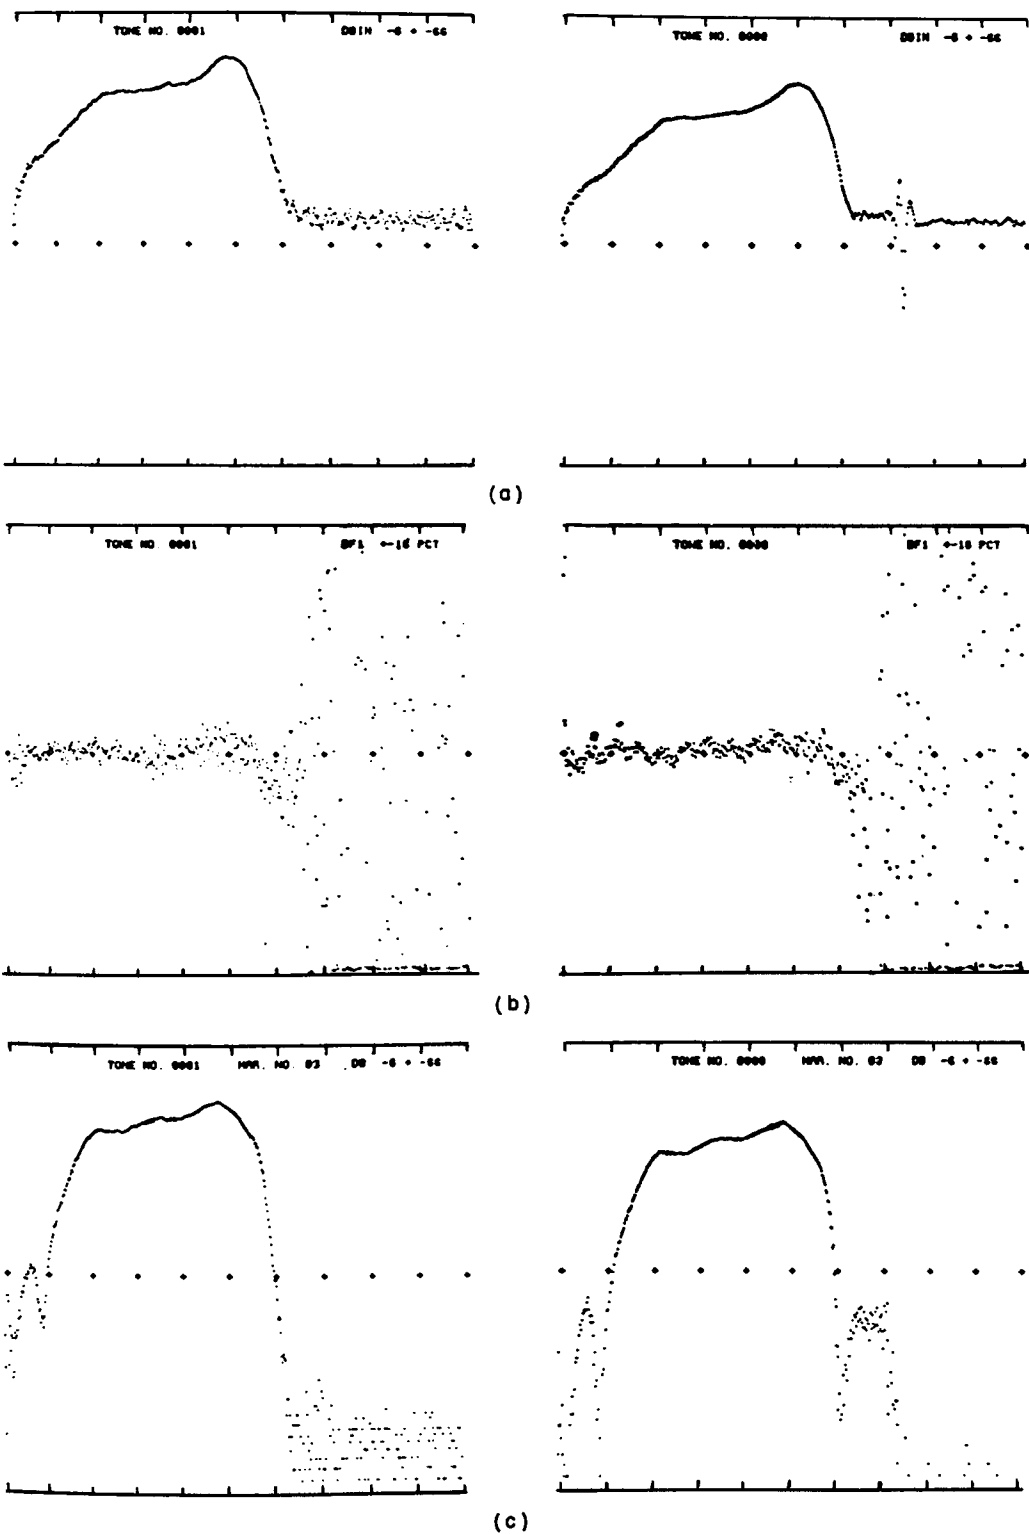 TONE NO. 0001 DBIN -6 + -66
TONE NO. 0000 DBIN -6 + -66
(a)
TONE NO. 0001 BF1 +-16 PCT
TONE NO. 0000 BF1 +-16 PCT
(b)
TONE NO. 0001 HAR. NO. 03 DB -6 + -66
TONE NO. 0000 HAR. NO. 03 DB -6 + -66
(c)